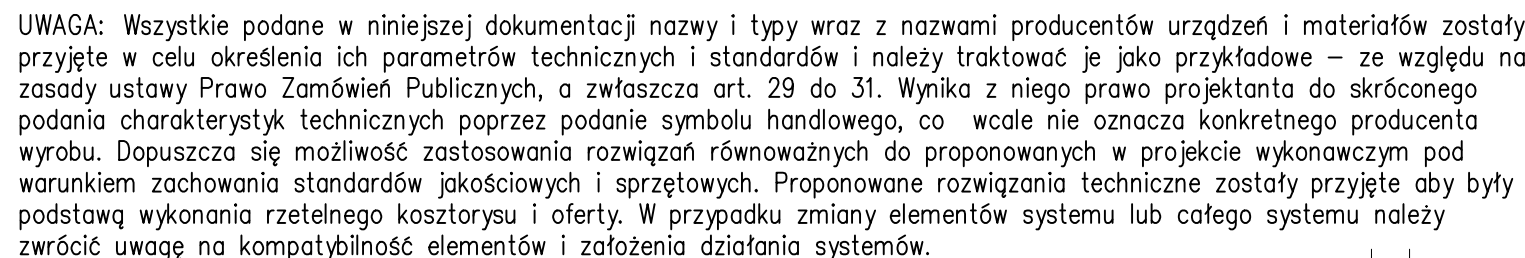 UWAGA: Wszystkie podane w niniejszej dokumentacji nazwy i typy wraz z nazwami producentów urządzeń i materiałów zostały
przyjęte w celu określenia ich parametrów technicznych i standardów i należy traktować je jako przykładowe – ze względu na
zasady ustawy Prawo Zamówień Publicznych, a zwłaszcza art. 29 do 31. Wynika z niego prawo projektanta do skróconego
podania charakterystyk technicznych poprzez podanie symbolu handlowego, co wcale nie oznacza konkretnego producenta
wyrobu. Dopuszcza się możliwość zastosowania rozwiązań równoważnych do proponowanych w projekcie wykonawczym pod
warunkiem zachowania standardów jakościowych i sprzętowych. Proponowane rozwiązania techniczne zostały przyjęte aby były
podstawą wykonania rzetelnego kosztorysu i oferty. W przypadku zmiany elementów systemu lub całego systemu należy
zwrócić uwagę na kompatybilność elementów i założenia działania systemów.